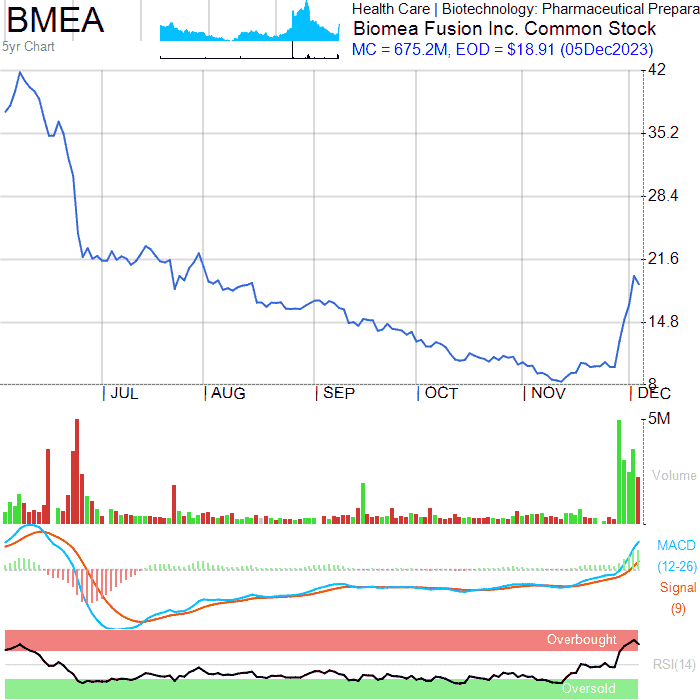 BMEA
5yr Chart
Health Care | Biotechnology: Pharmaceutical Prepara
Biomea Fusion Inc. Common Stock
MC = 675.2M, EOD = $18.91 (05Dec2023)
42
35.2
28.4
21.6
14.8
8
JUL
AUG
SEP
OCT
NOV
DEC
5M
Volume
MACD
(12-26)
Signal
(9)
Overbought
RSI(14)
Oversold